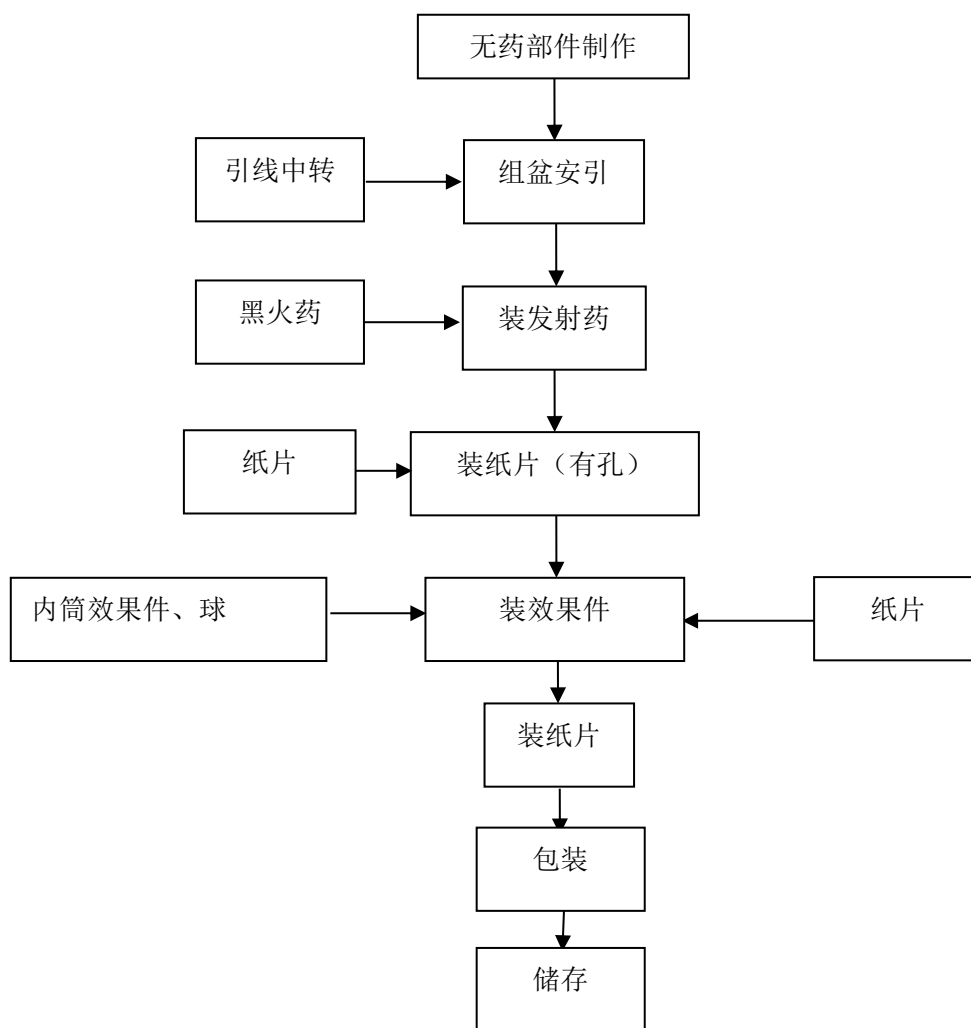 无药部件制作
引线中转
组盆安引
黑火药
装发射药
纸片
装纸片（有孔）
内筒效果件、球
装效果件
纸片
装纸片
包装
储存